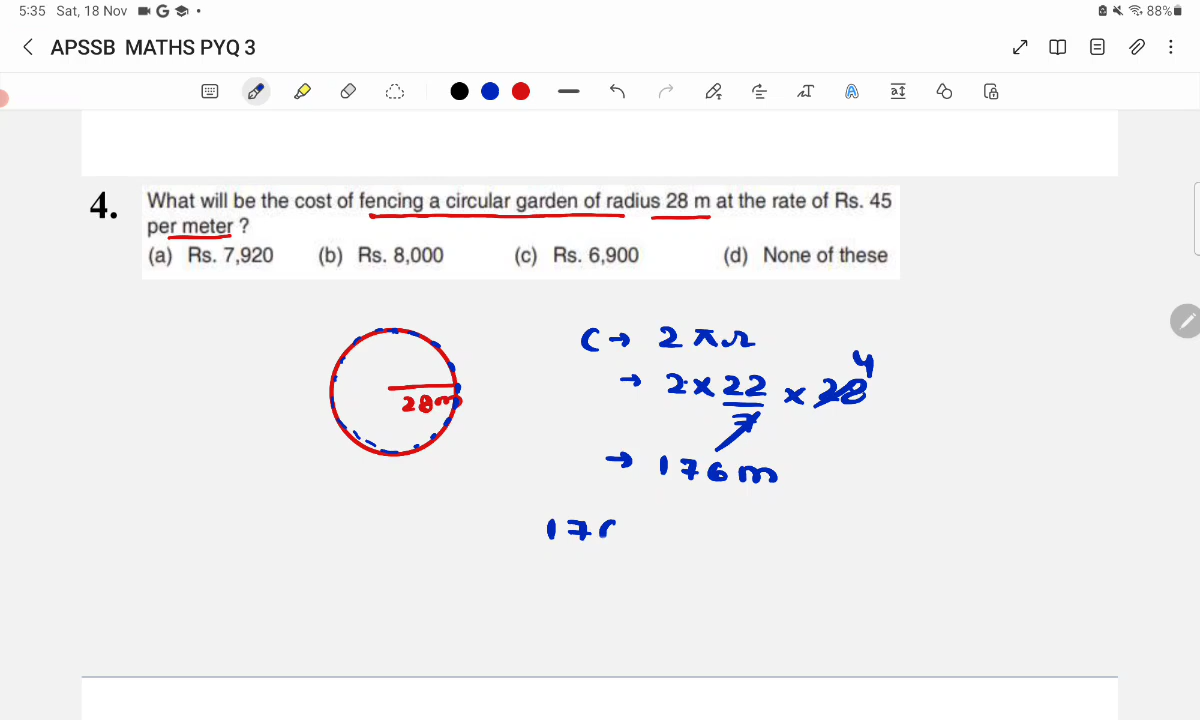 5:35 Sat, 18 Nov G 88%
APSSB MATHS PYQ 3
4. What will be the cost of fencing a circular garden of radius 28 m at the rate of Rs. 45
per meter ?
(a) Rs. 7,920 (b) Rs. 8,000 (c) Rs. 6,900 (d) None of these
28m
C → 2πr
→ 2 × 22/7 × 28 4
→ 176 m
17